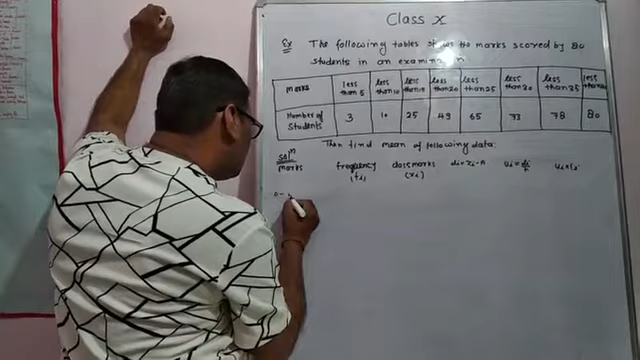 Class X
Ex The following tables shows the marks scored by 80
students in an examination
Marks less than 5 less than 10 less than 15 less than 20 less than 25 less than 30 less than 35 less than
Number of Students 3 10 25 49 65 73 78 80
Then find mean of following data.
Solⁿ
Marks frequency (fi) class marks (xi) di = xi - A ui = di/h ui × fi
0 -